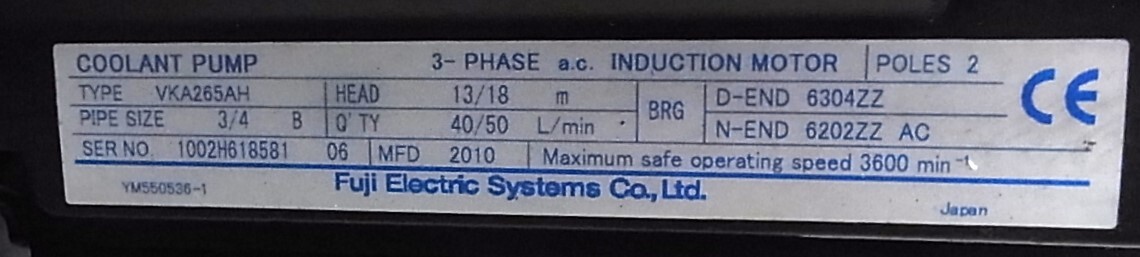 COOLANT PUMP 3- PHASE a.c. INDUCTION MOTOR POLES 2
TYPE VKA265AH HEAD 13/18 m BRG D-END 6304ZZ
PIPE SIZE 3/4 B Q'TY 40/50 L/min N-END 6202ZZ AC
SER NO 1002H618581 06 MFD 2010 Maximum safe operating speed 3600 min⁻¹
YM550536-1 Fuji Electric Systems Co., Ltd.
Japan
CE